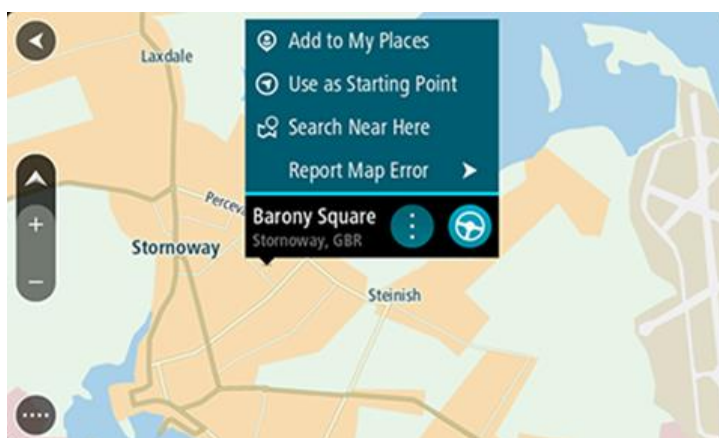 Laxdale
Add to My Places
Use as Starting Point
Search Near Here
Report Map Error
Barony Square
Stornoway, GBR
Stornoway
Steinish